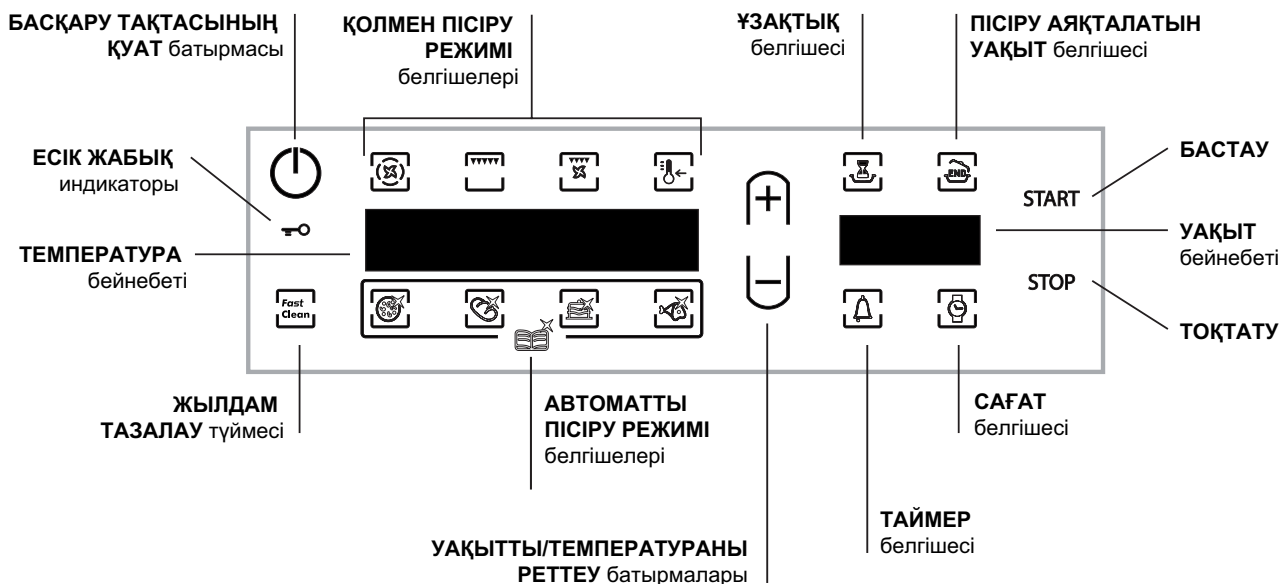 БАСҚАРУ ТАҚТАСЫНЫҢ
ҚУАТ батырмасы
ҚОЛМЕН ПІСІРУ
РЕЖИМІ
белгішелері
ҰЗАҚТЫҚ
белгішесі
ПІСІРУ АЯҚТАЛАТЫН
УАҚЫТ белгішесі
ЕСІК ЖАБЫҚ
индикаторы
END
START
БАСТАУ
ТЕМПЕРАТУРА
бейнебеті
УАҚЫТ
бейнебеті
Fast
Clean
STOP
ТОҚТАТУ
ЖЫЛДАМ
ТАЗАЛАУ түймесі
АВТОМАТТЫ
ПІСІРУ РЕЖИМІ
белгішелері
САҒАТ
белгішесі
ТАЙМЕР
белгішесі
УАҚЫТТЫ/ТЕМПЕРАТУРАНЫ
РЕТТЕУ батырмалары